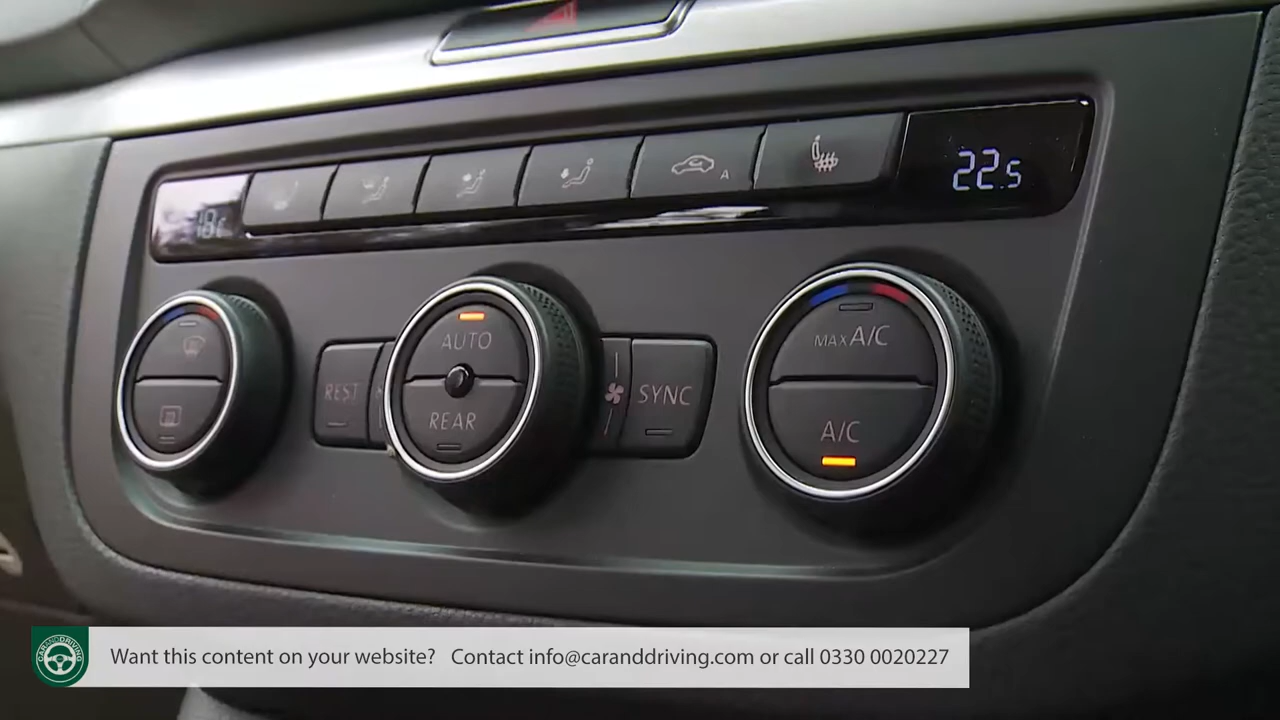 22.5
A
AUTO
REAR
REST
SYNC
MAX A/C
A/C
CARANDDRIVING
Want this content on your website? Contact info@caranddriving.com or call 0330 0020227